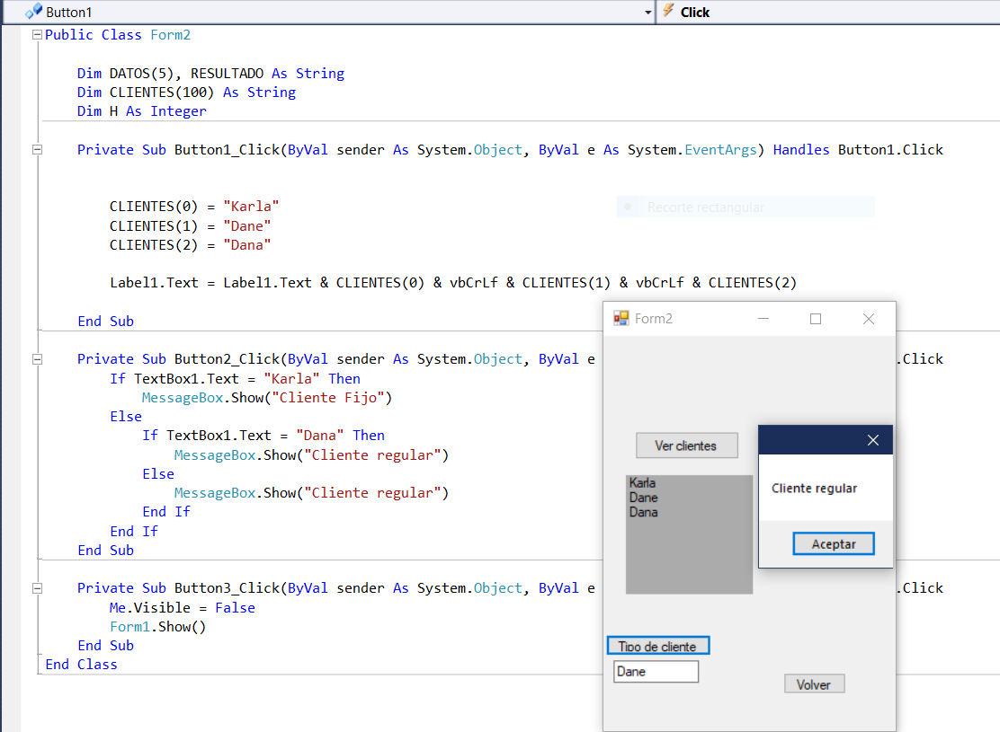 Button1 Click
Public Class Form2
Dim DATOS(5), RESULTADO As String
Dim CLIENTES(100) As String
Dim H As Integer
Private Sub Button1_Click(ByVal sender As System.Object, ByVal e As System.EventArgs) Handles Button1.Click
CLIENTES(0) = "Karla"
Recorte rectangular
CLIENTES(1) = "Dane"
CLIENTES(2) = "Dana"
Label1.Text = Label1.Text & CLIENTES(0) & vbCrLf & CLIENTES(1) & vbCrLf & CLIENTES(2)
End Sub
Private Sub Button2_Click(ByVal sender As System.Object, ByVal e .Click
If TextBox1.Text = "Karla" Then
MessageBox.Show("Cliente Fijo")
Else
If TextBox1.Text = "Dana" Then
MessageBox.Show("Cliente regular")
Else
MessageBox.Show("Cliente regular")
End If
End If
End Sub
Private Sub Button3_Click(ByVal sender As System.Object, ByVal e .Click
Me.Visible = False
Form1.Show()
End Sub
End Class
Form2
Ver clientes
Karla
Dane
Dana
Cliente regular
Aceptar
Tipo de cliente
Dane
Volver